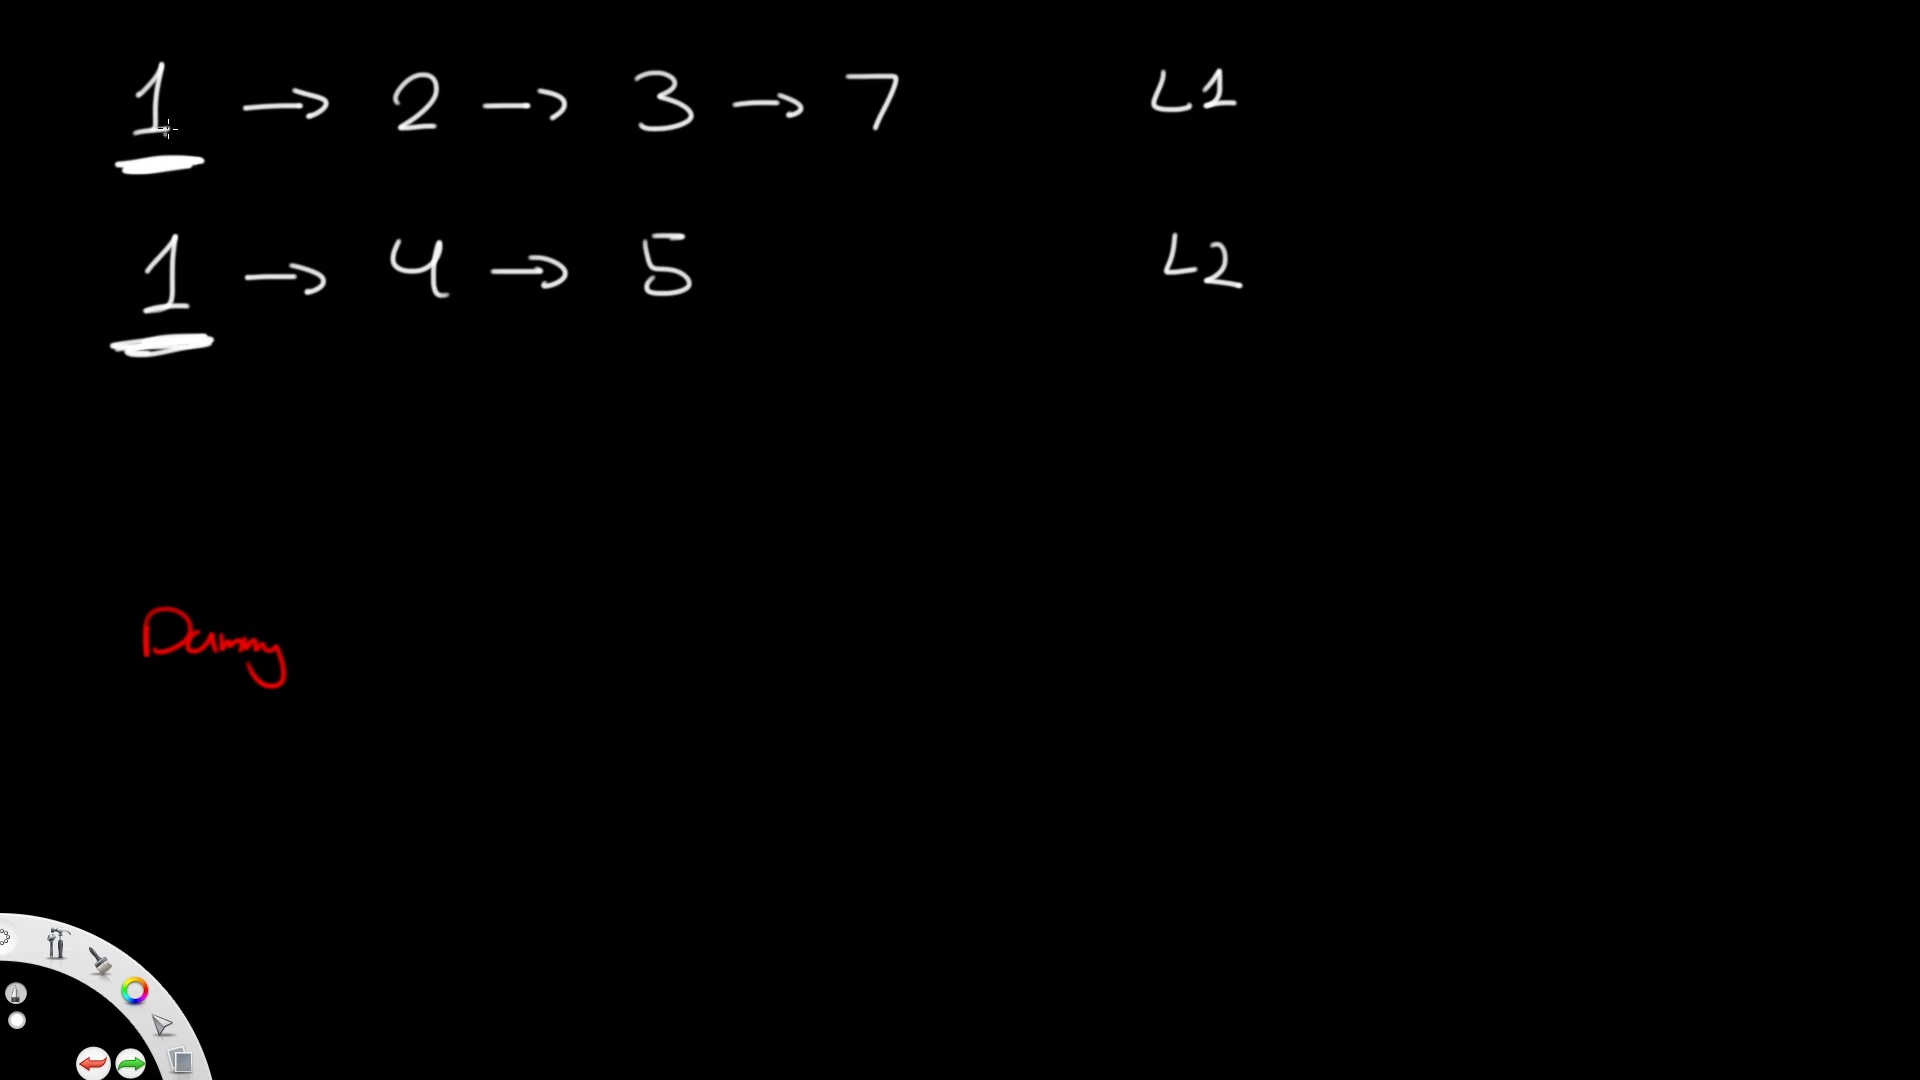 1 → 2 → 3 → 7 L1
1 → 4 → 5 L2
Dummy